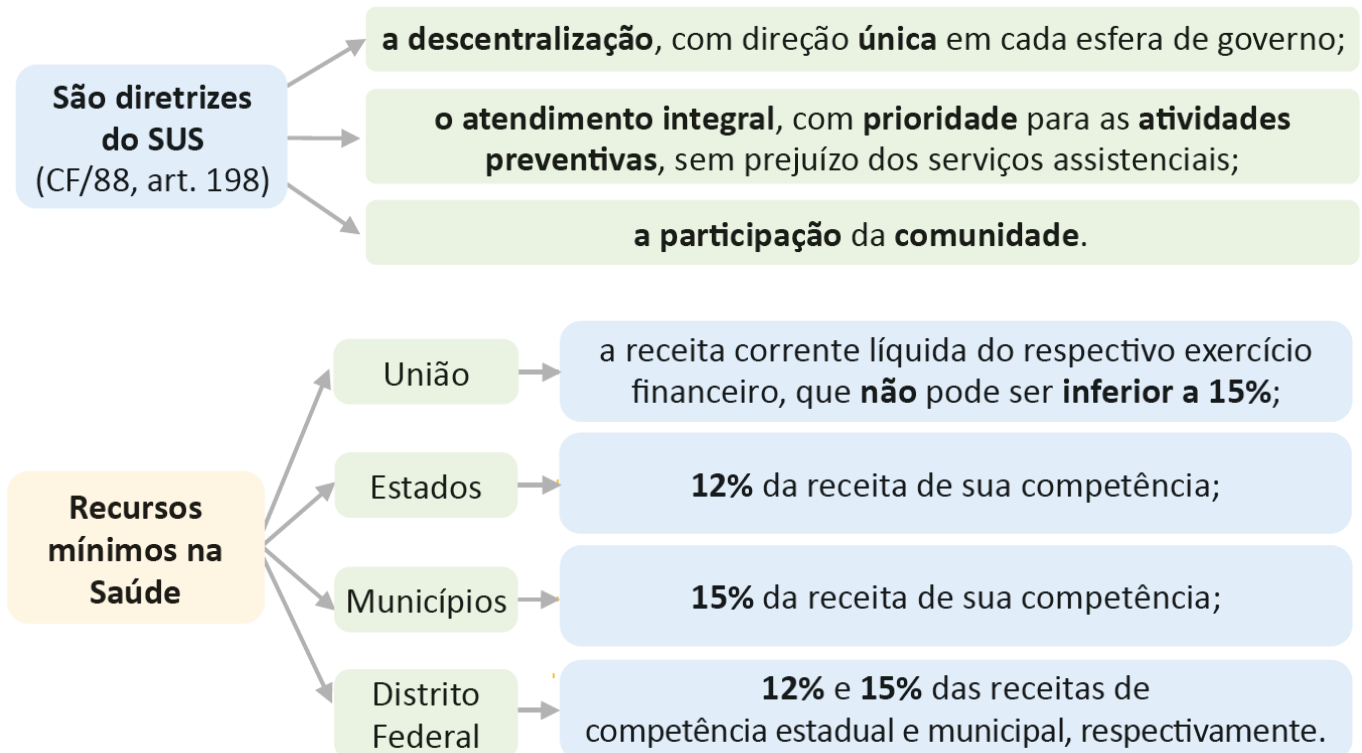 São diretrizes
do SUS
(CF/88, art. 198)
a descentralização, com direção única em cada esfera de governo;
o atendimento integral, com prioridade para as atividades
preventivas, sem prejuízo dos serviços assistenciais;
a participação da comunidade.
Recursos
mínimos na
Saúde
União
a receita corrente líquida do respectivo exercício
financeiro, que não pode ser inferior a 15%;
Estados
12% da receita de sua competência;
Municípios
15% da receita de sua competência;
Distrito
Federal
12% e 15% das receitas de
competência estadual e municipal, respectivamente.